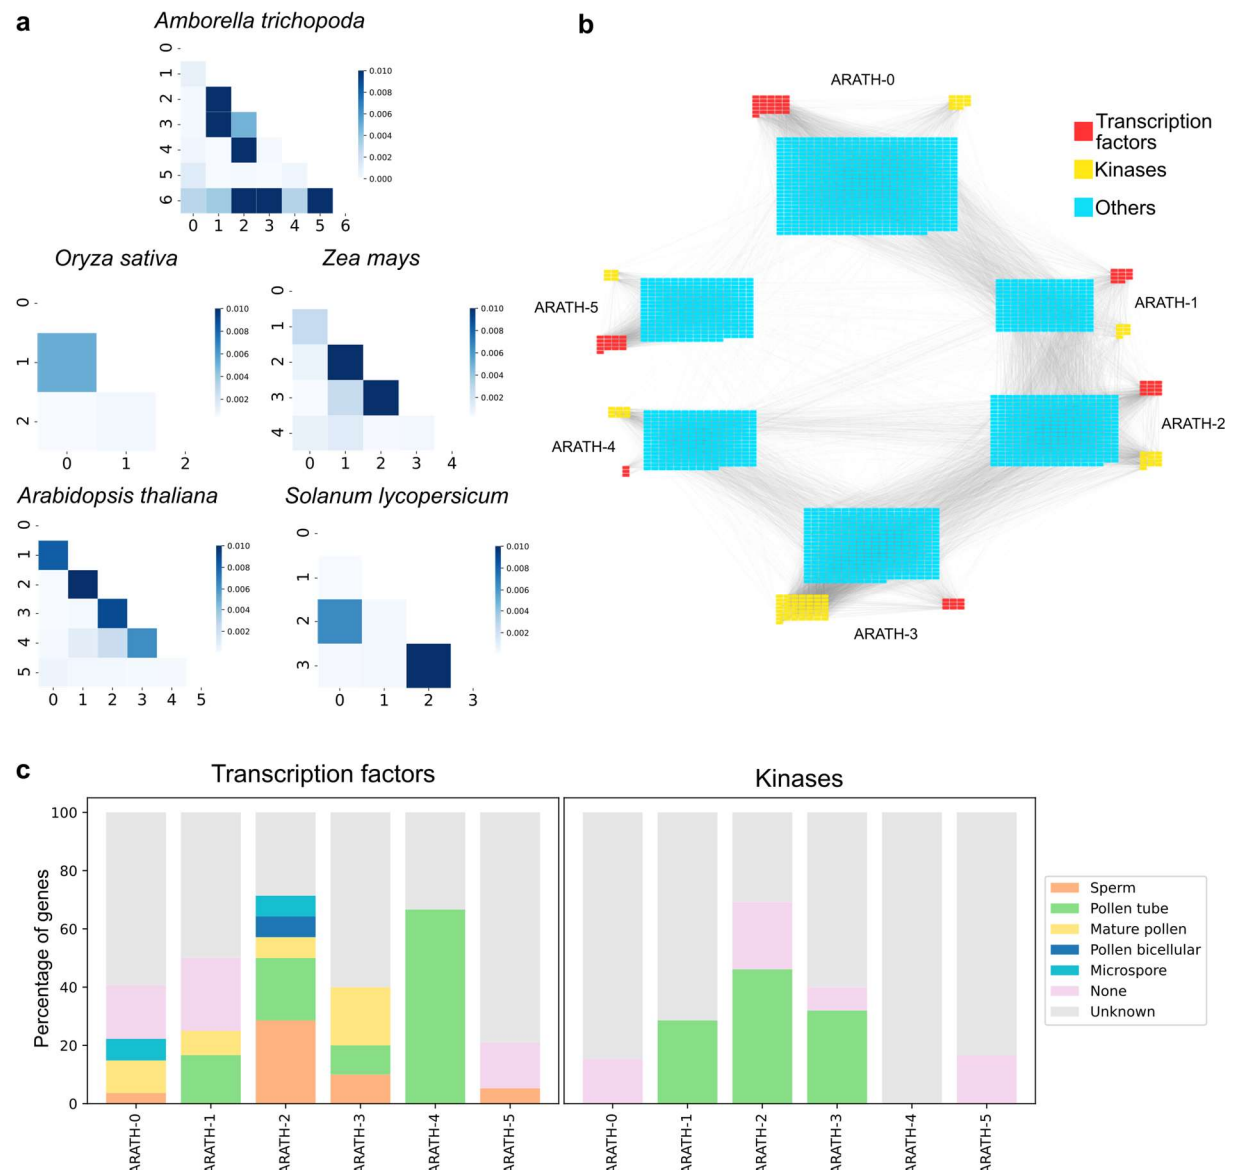 a
Amborella trichopoda
0
1
2
3
4
5
6
0 1 2 3 4 5 6
0.010
0.008
0.006
0.004
0.002
0.000
Oryza sativa
0
1
2
0 1 2
0.010
0.008
0.006
0.004
0.002
Zea mays
0
1
2
3
4
0 1 2 3 4
0.010
0.008
0.006
0.004
0.002
Arabidopsis thaliana
0
1
2
3
4
5
0 1 2 3 4 5
0.010
0.008
0.006
0.004
0.002
Solanum lycopersicum
0
1
2
3
0 1 2 3
0.010
0.008
0.006
0.004
0.002
b
ARATH-0
Transcription
factors
Kinases
Others
ARATH-5
ARATH-1
ARATH-4
ARATH-2
ARATH-3
c
Transcription factors
Kinases
Percentage of genes
100
80
60
40
20
0
ARATH-0
ARATH-1
ARATH-2
ARATH-3
ARATH-4
ARATH-5
ARATH-0
ARATH-1
ARATH-2
ARATH-3
ARATH-4
ARATH-5
Sperm
Pollen tube
Mature pollen
Pollen bicellular
Microspore
None
Unknown